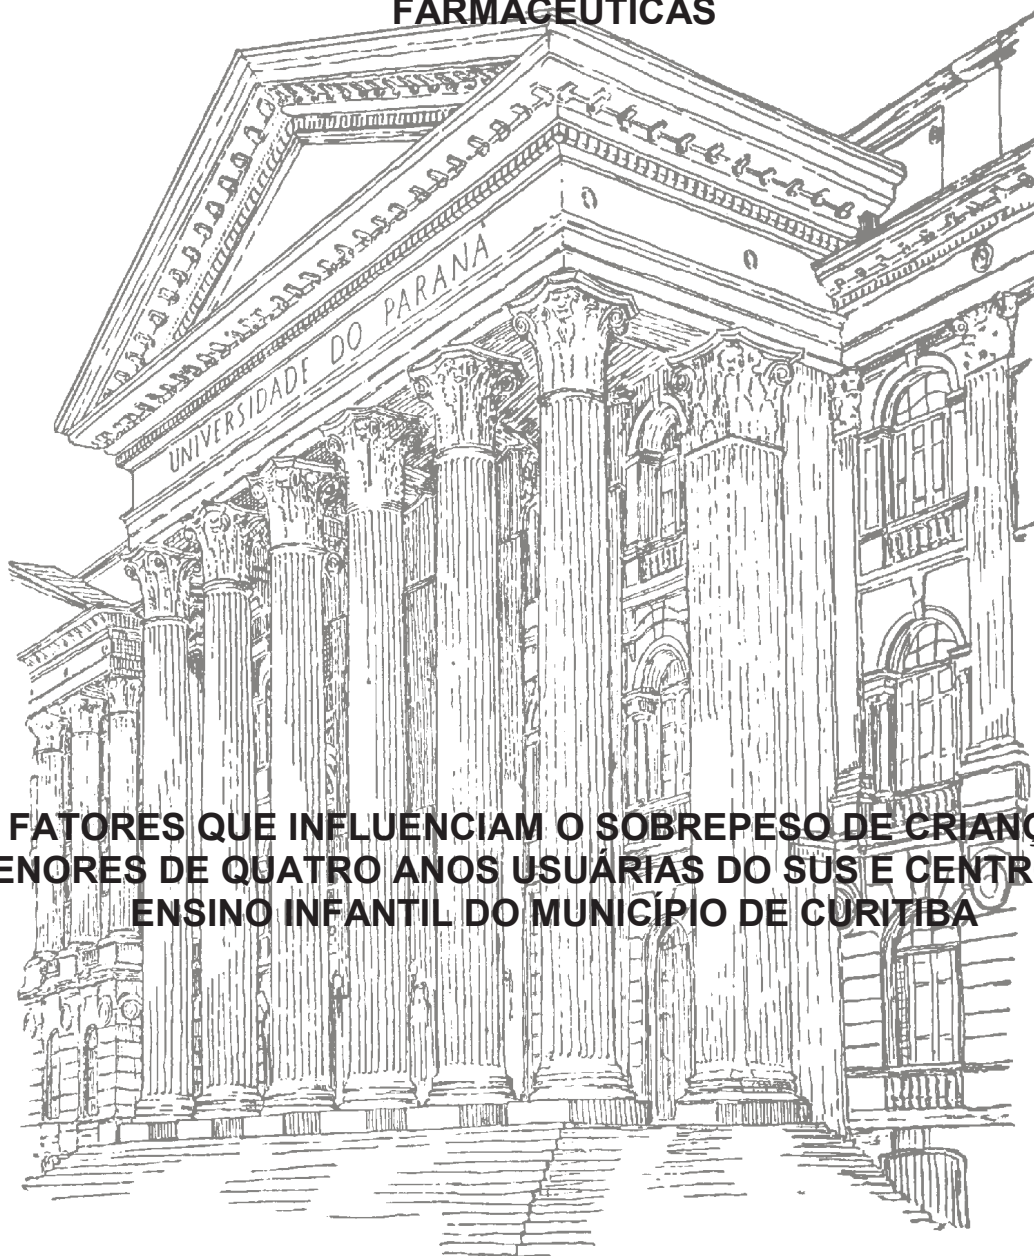 FARMACÊUTICAS
UNIVERSIDADE DO PARANÁ
FATORES QUE INFLUENCIAM O SOBREPESO DE CRIANÇ
ENORES DE QUATRO ANOS USUÁRIAS DO SUS E CENTR
ENSINO INFANTIL DO MUNICÍPIO DE CURITIBA